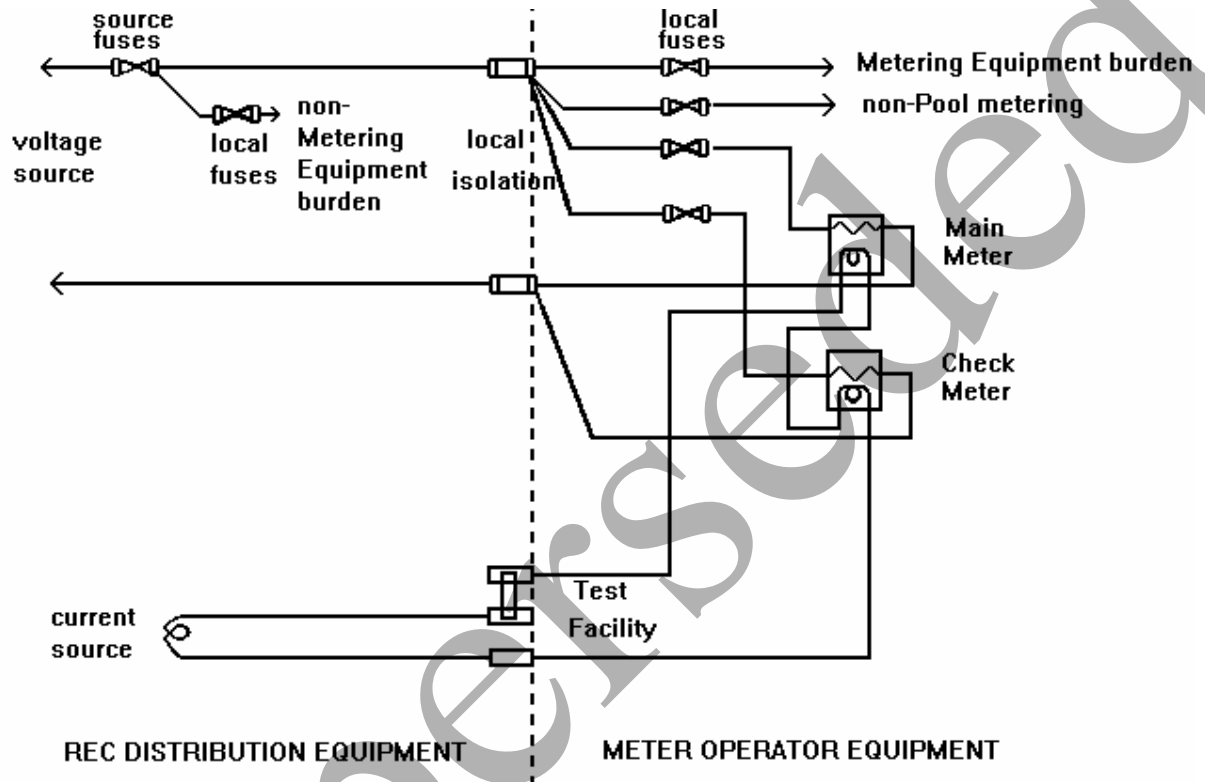 source
fuses
local
fuses
Metering Equipment burden
non-Pool metering
voltage
source
local
fuses
non-
Metering
Equipment
burden
local
isolation
Main
Meter
Check
Meter
Test
Facility
current
source
REC DISTRIBUTION EQUIPMENT
METER OPERATOR EQUIPMENT
ersed